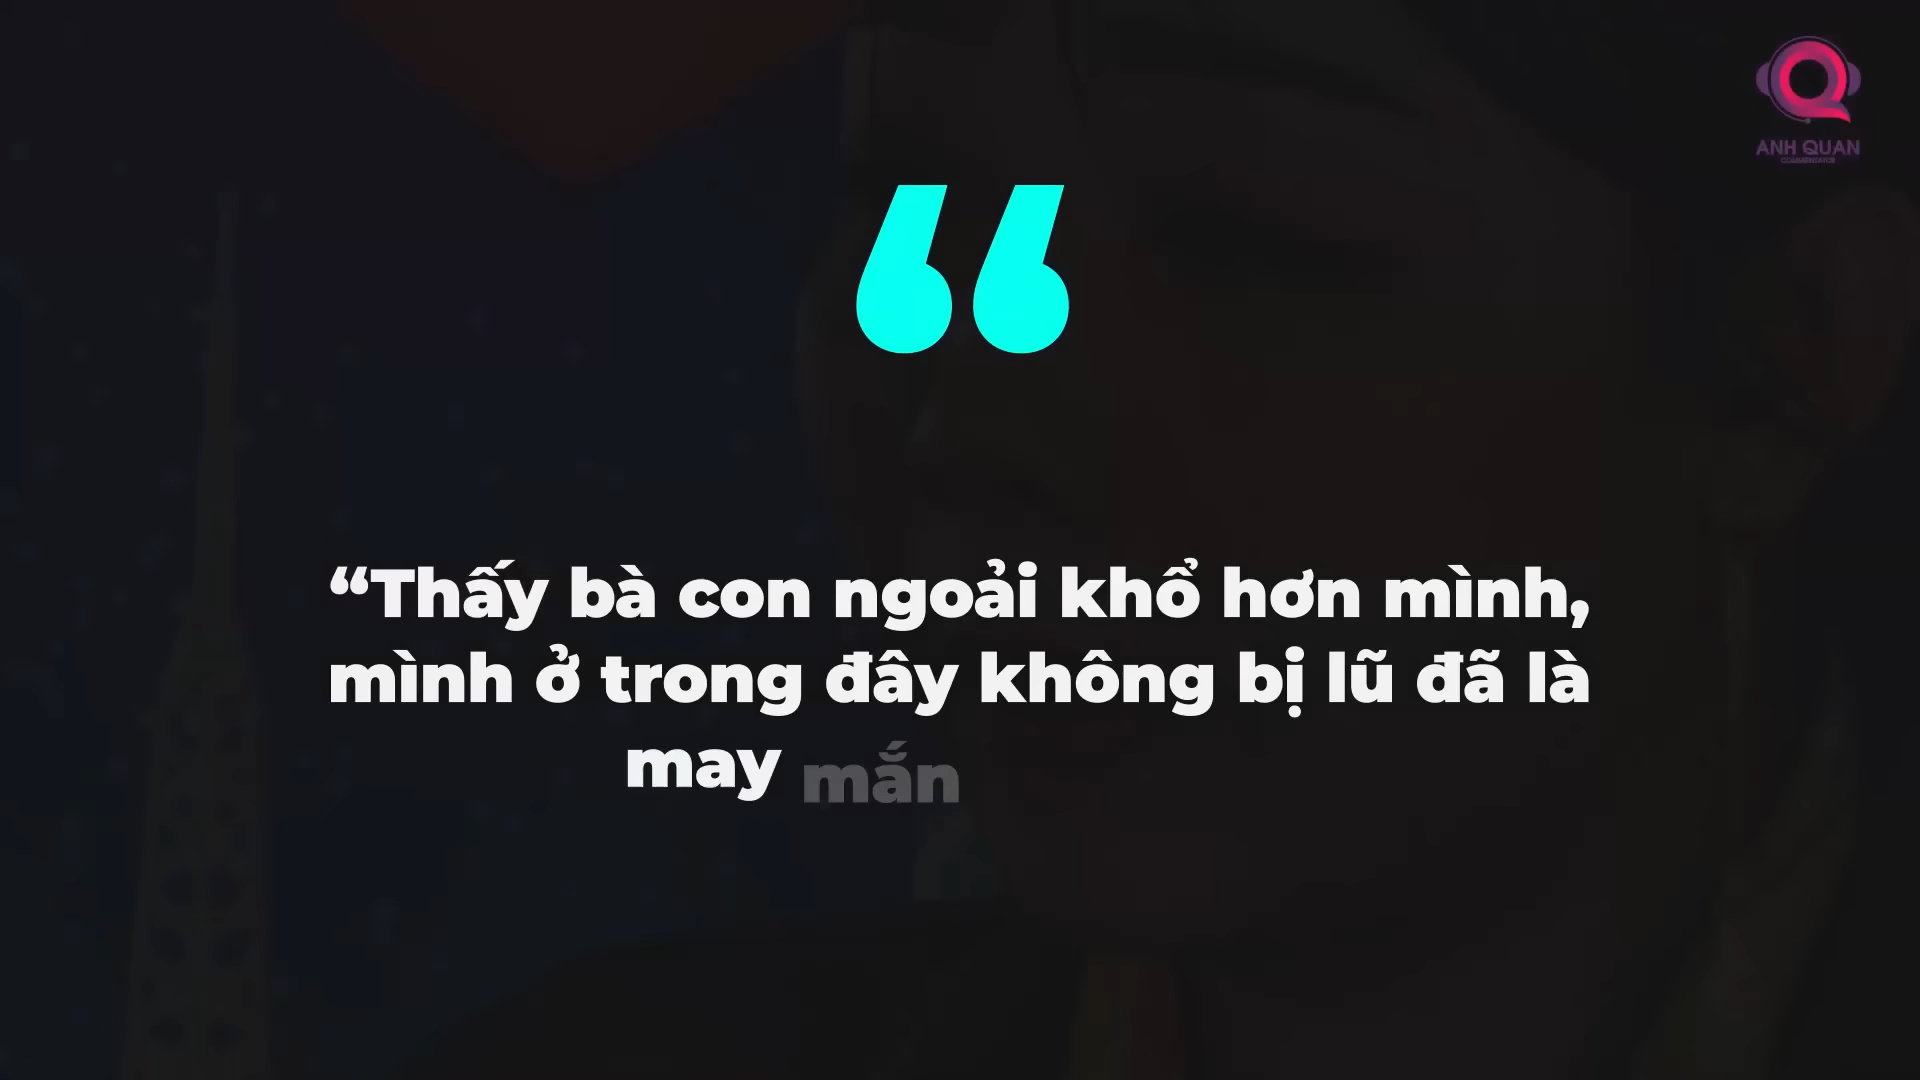 ANH QUAN
COMMENTATOR
“Thấy bà con ngoải khổ hơn mình,
mình ở trong đây không bị lũ đã là
may mắn